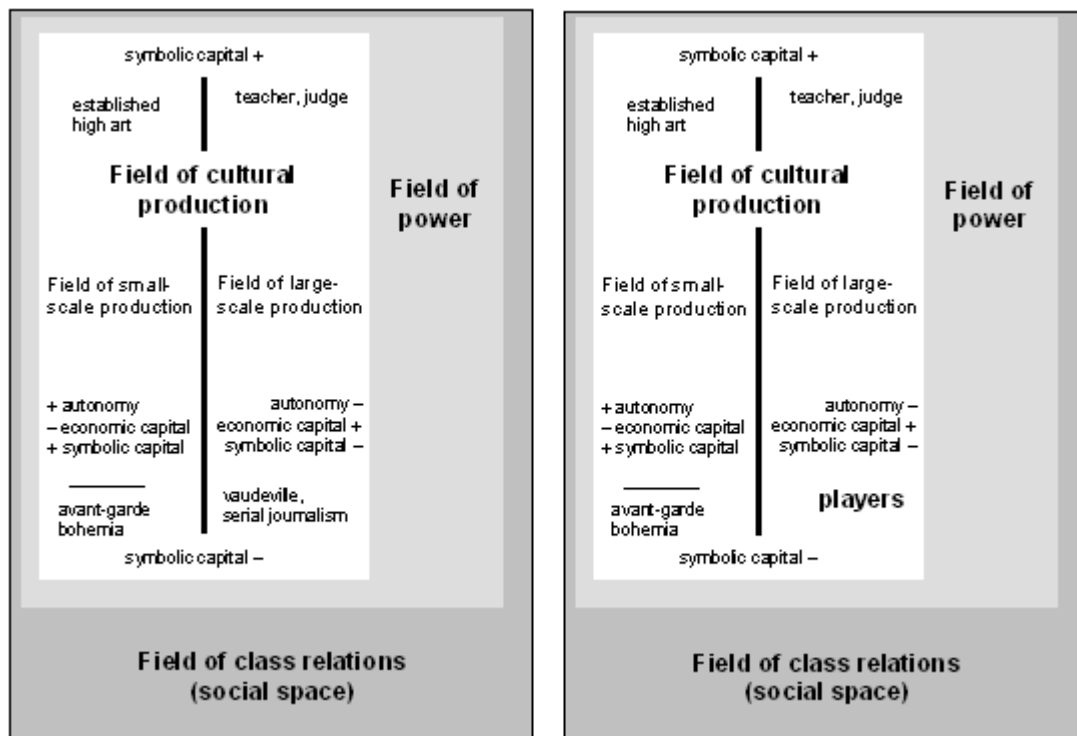 symbolic capital +
established
high art
teacher, judge
Field of cultural
production
Field of
power
Field of small-
scale production
Field of large-
scale production
+ autonomy
– economic capital
+ symbolic capital
autonomy –
economic capital +
symbolic capital –
avant-garde
bohemia
vaudeville,
serial journalism
symbolic capital –
Field of class relations
(social space)
symbolic capital +
established
high art
teacher, judge
Field of cultural
production
Field of
power
Field of small-
scale production
Field of large-
scale production
+ autonomy
– economic capital
+ symbolic capital
autonomy –
economic capital +
symbolic capital –
avant-garde
bohemia
players
symbolic capital –
Field of class relations
(social space)